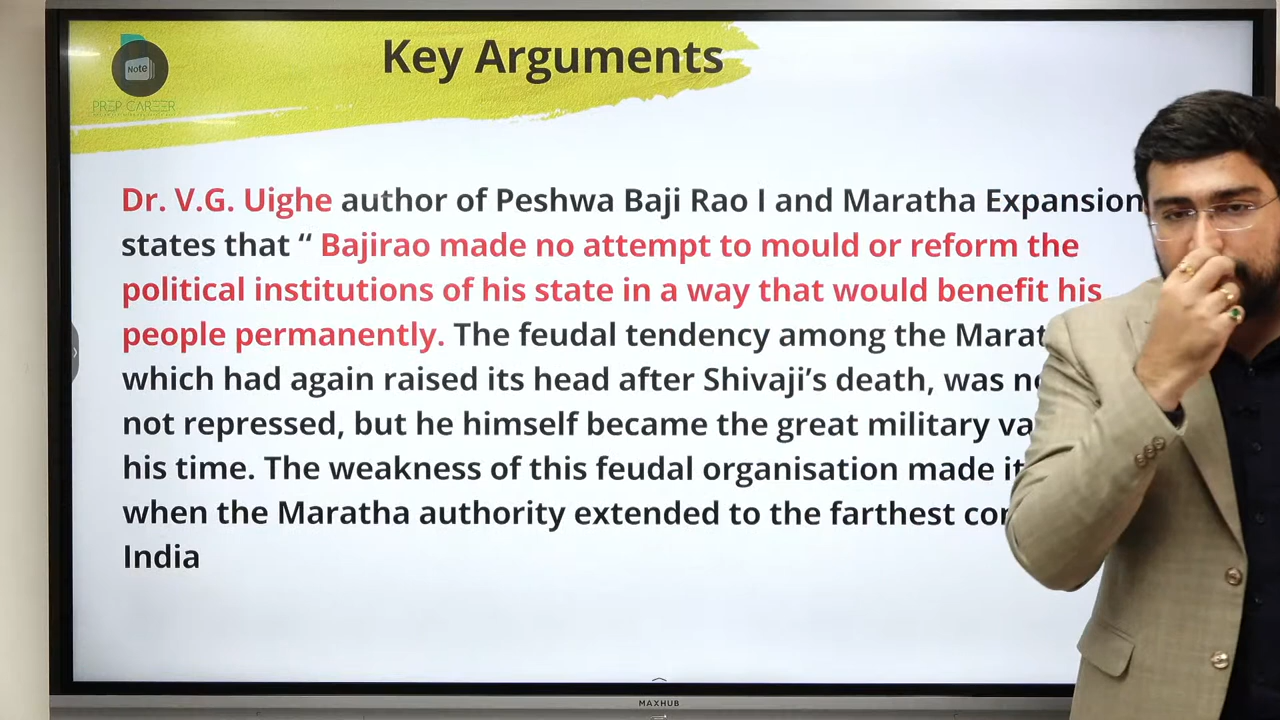 Key Arguments
Note
PREP CAREER
Dr. V.G. Uighe author of Peshwa Baji Rao I and Maratha Expansion
states that “ Bajirao made no attempt to mould or reform the
political institutions of his state in a way that would benefit his
people permanently. The feudal tendency among the Marat
which had again raised its head after Shivaji’s death, was
not repressed, but he himself became the great military va
his time. The weakness of this feudal organisation made it
when the Maratha authority extended to the farthest cor
India
MAXHUB